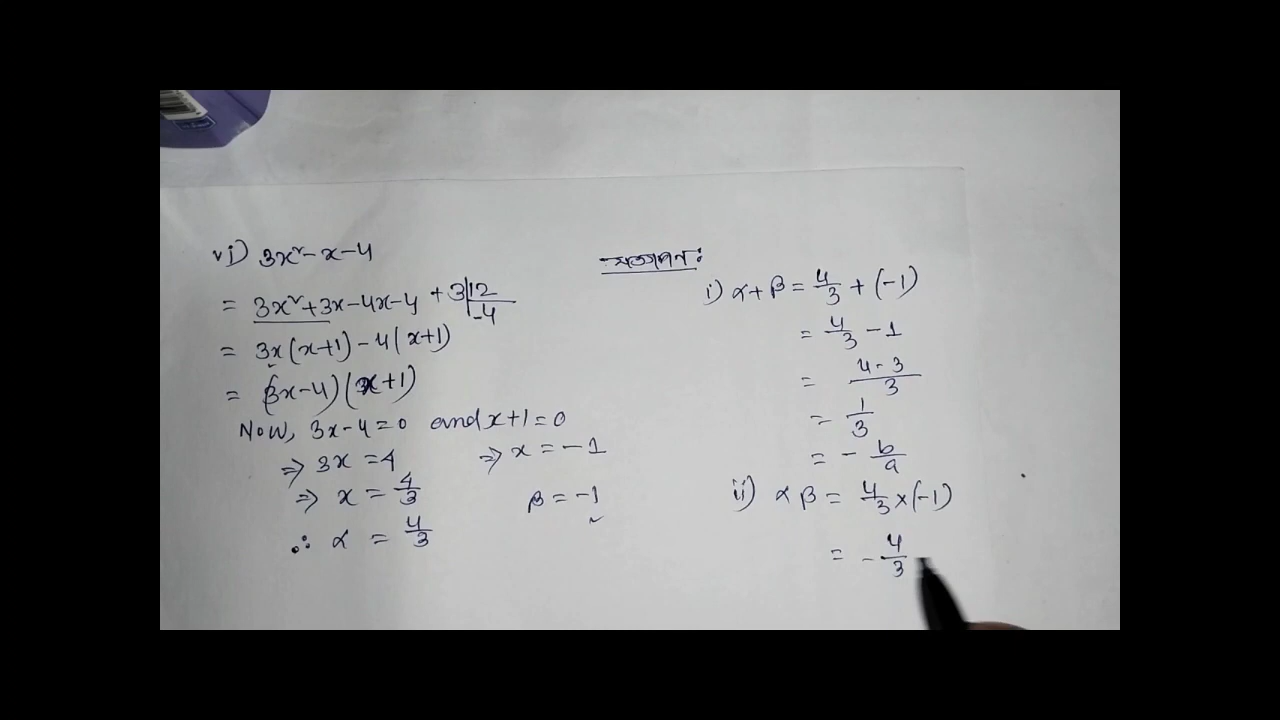 vi) 3x²-x-4
= 3x²+3x-4x-4 +3|12
-4
= 3x(x+1)-4(x+1)
= (3x-4)(x+1)
Now, 3x-4=0 and x+1=0
⇒ 3x = 4 ⇒ x = -1
⇒ x = 4/3 β = -1
∴ α = 4/3
সত্যাপন:
i) α+β = 4/3 + (-1)
= 4/3 - 1
= 4-3/3
= 1/3
= - b/a
ii) αβ = 4/3 × (-1)
= - 4/3